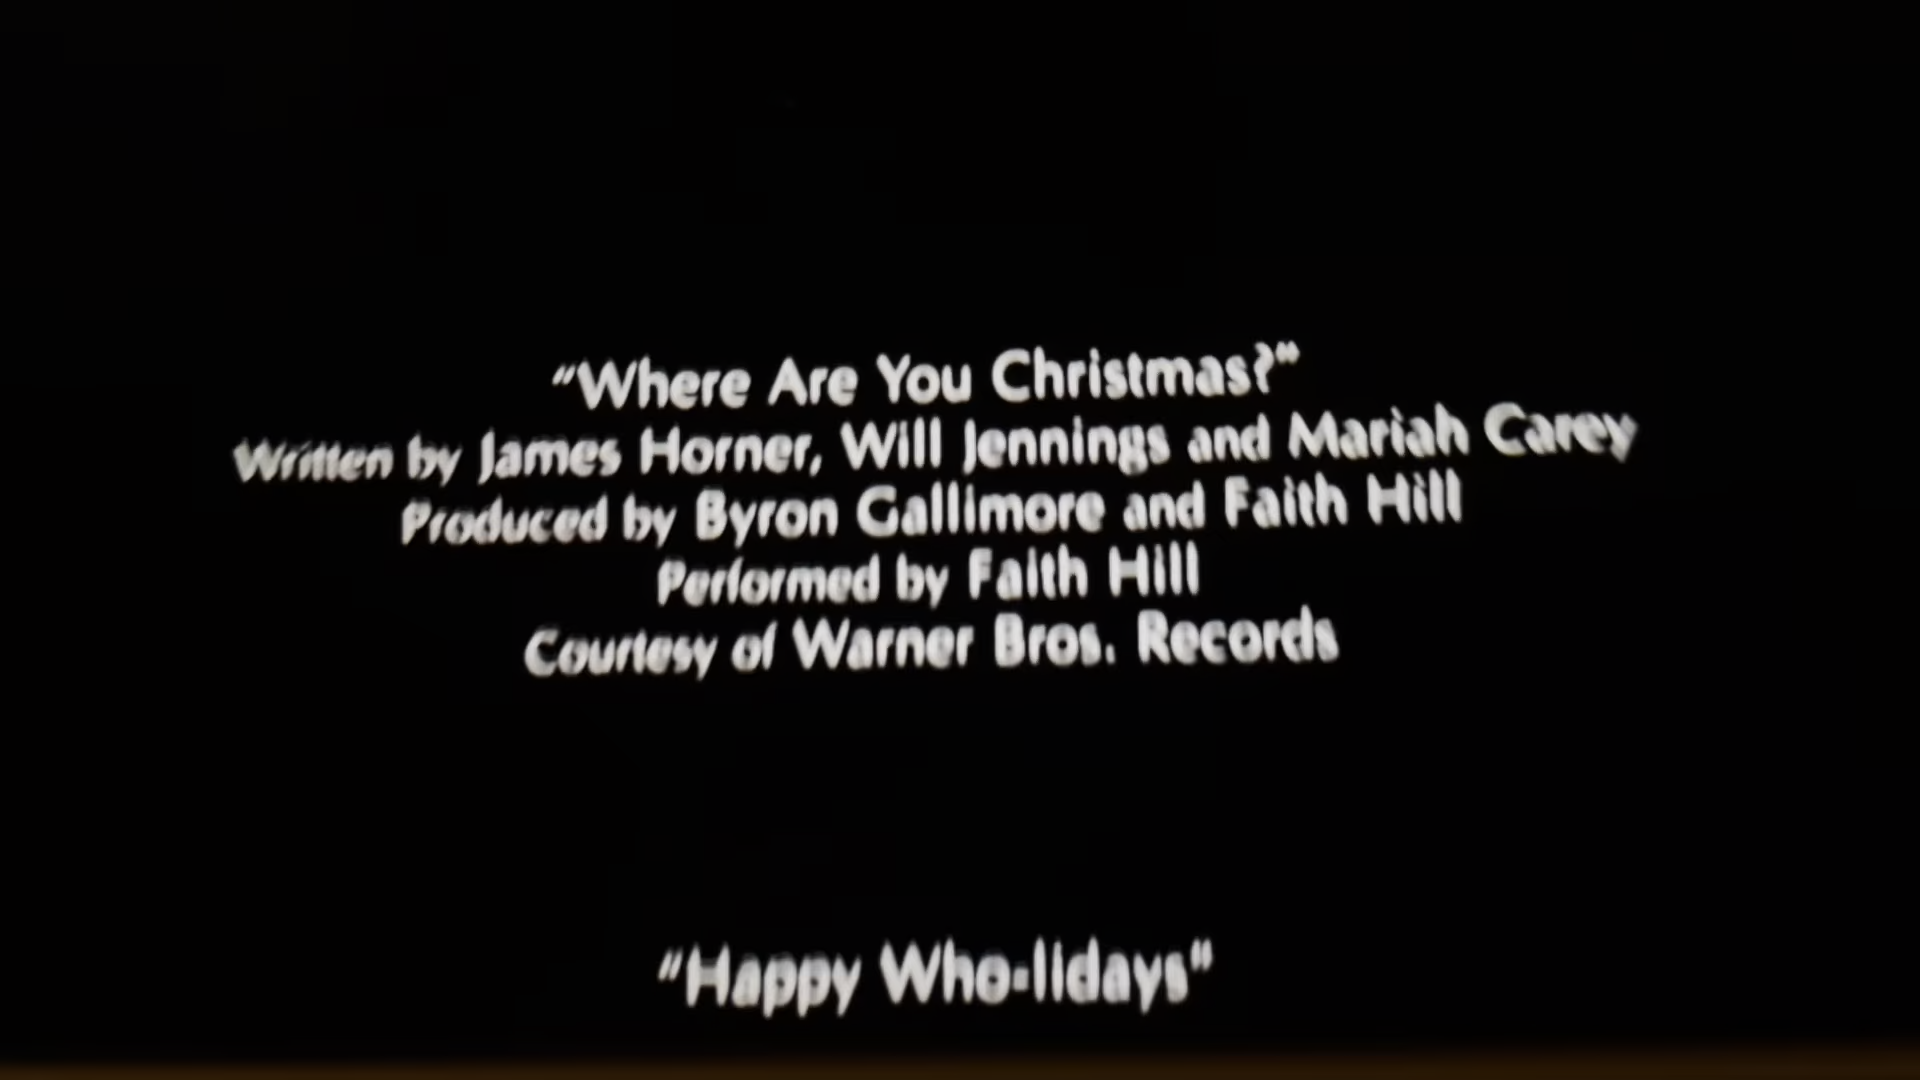 "Where Are You Christmas?"
Written by James Horner, Will Jennings and Mariah Carey
Produced by Byron Gallimore and Faith Hill
Performed by Faith Hill
Courtesy of Warner Bros. Records
"Happy Who-lidays"